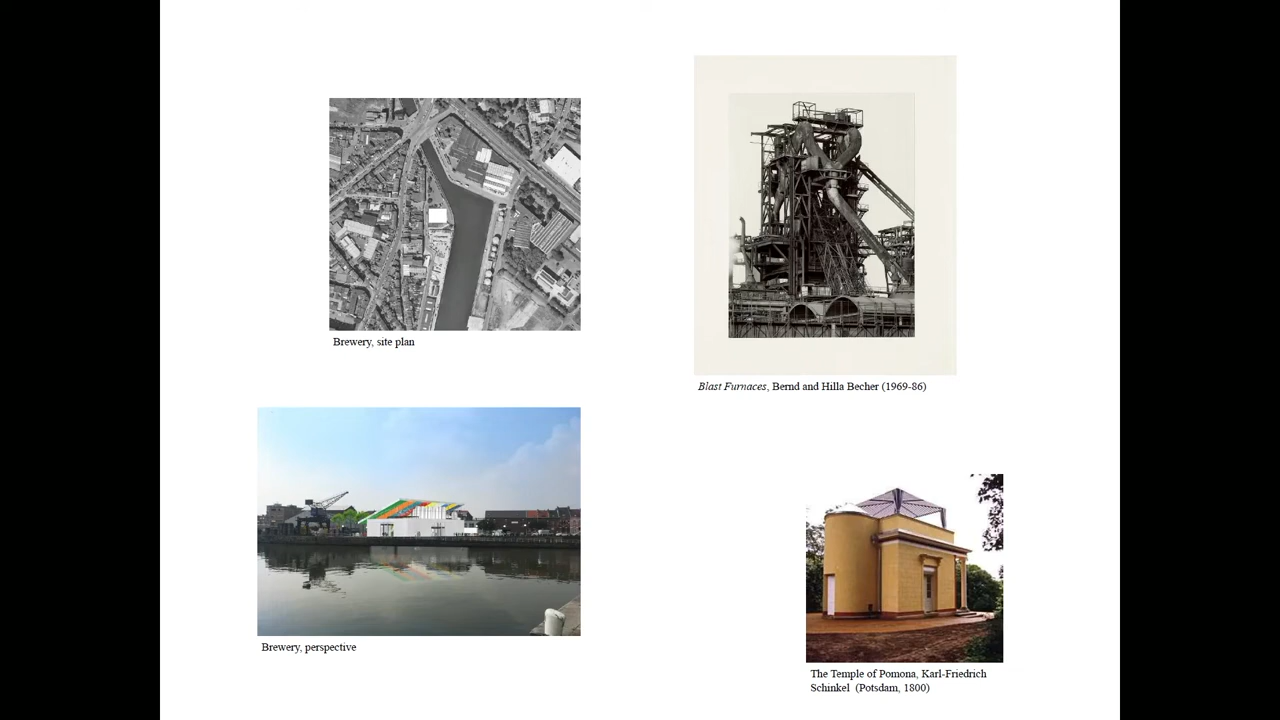 Brewery, site plan
Blast Furnaces, Bernd and Hilla Becher (1969-86)
Brewery, perspective
The Temple of Pomona, Karl-Friedrich
Schinkel (Potsdam, 1800)